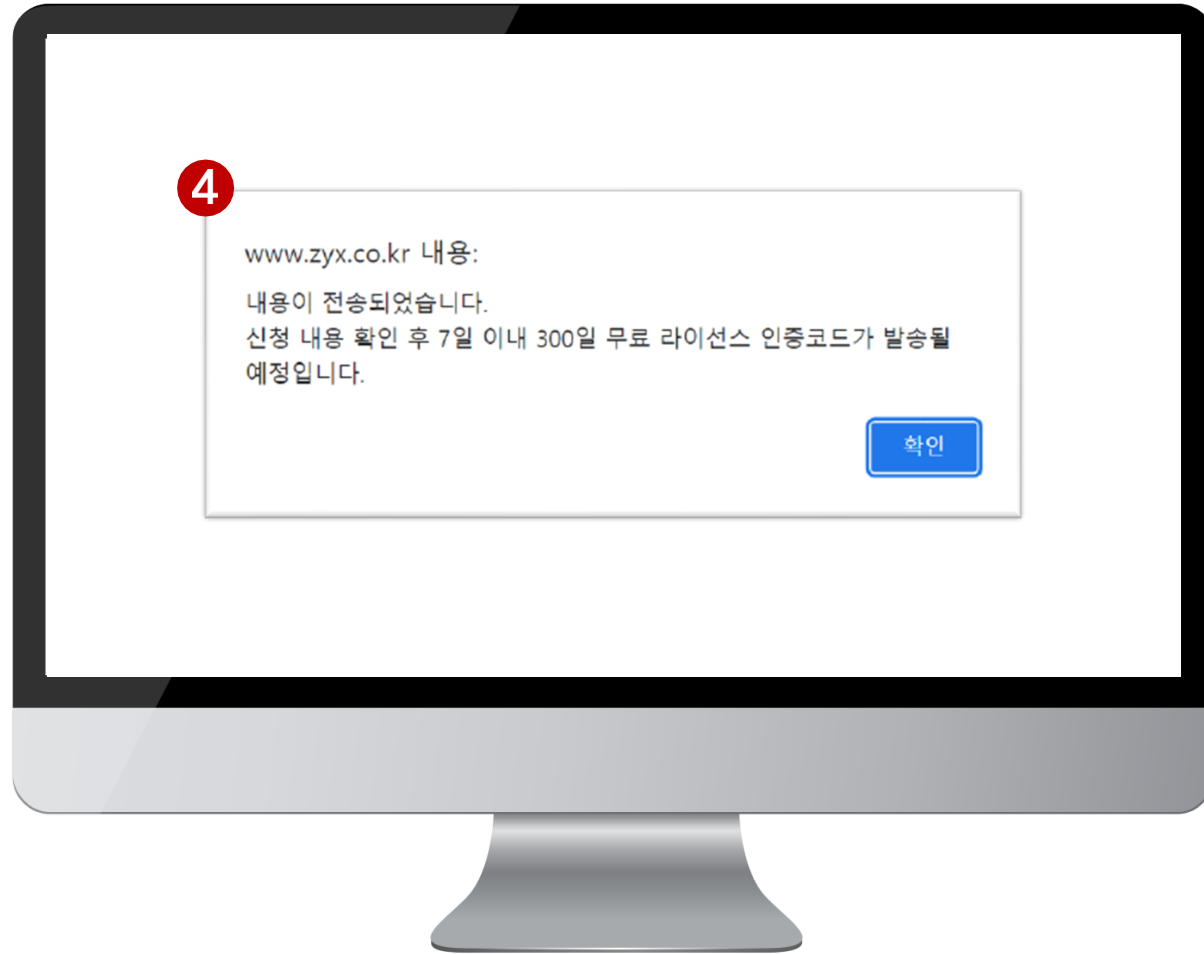 4
www.zyx.co.kr 내용:
내용이 전송되었습니다.
신청 내용 확인 후 7일 이내 300일 무료 라이선스 인증코드가 발송될
예정입니다.
확인